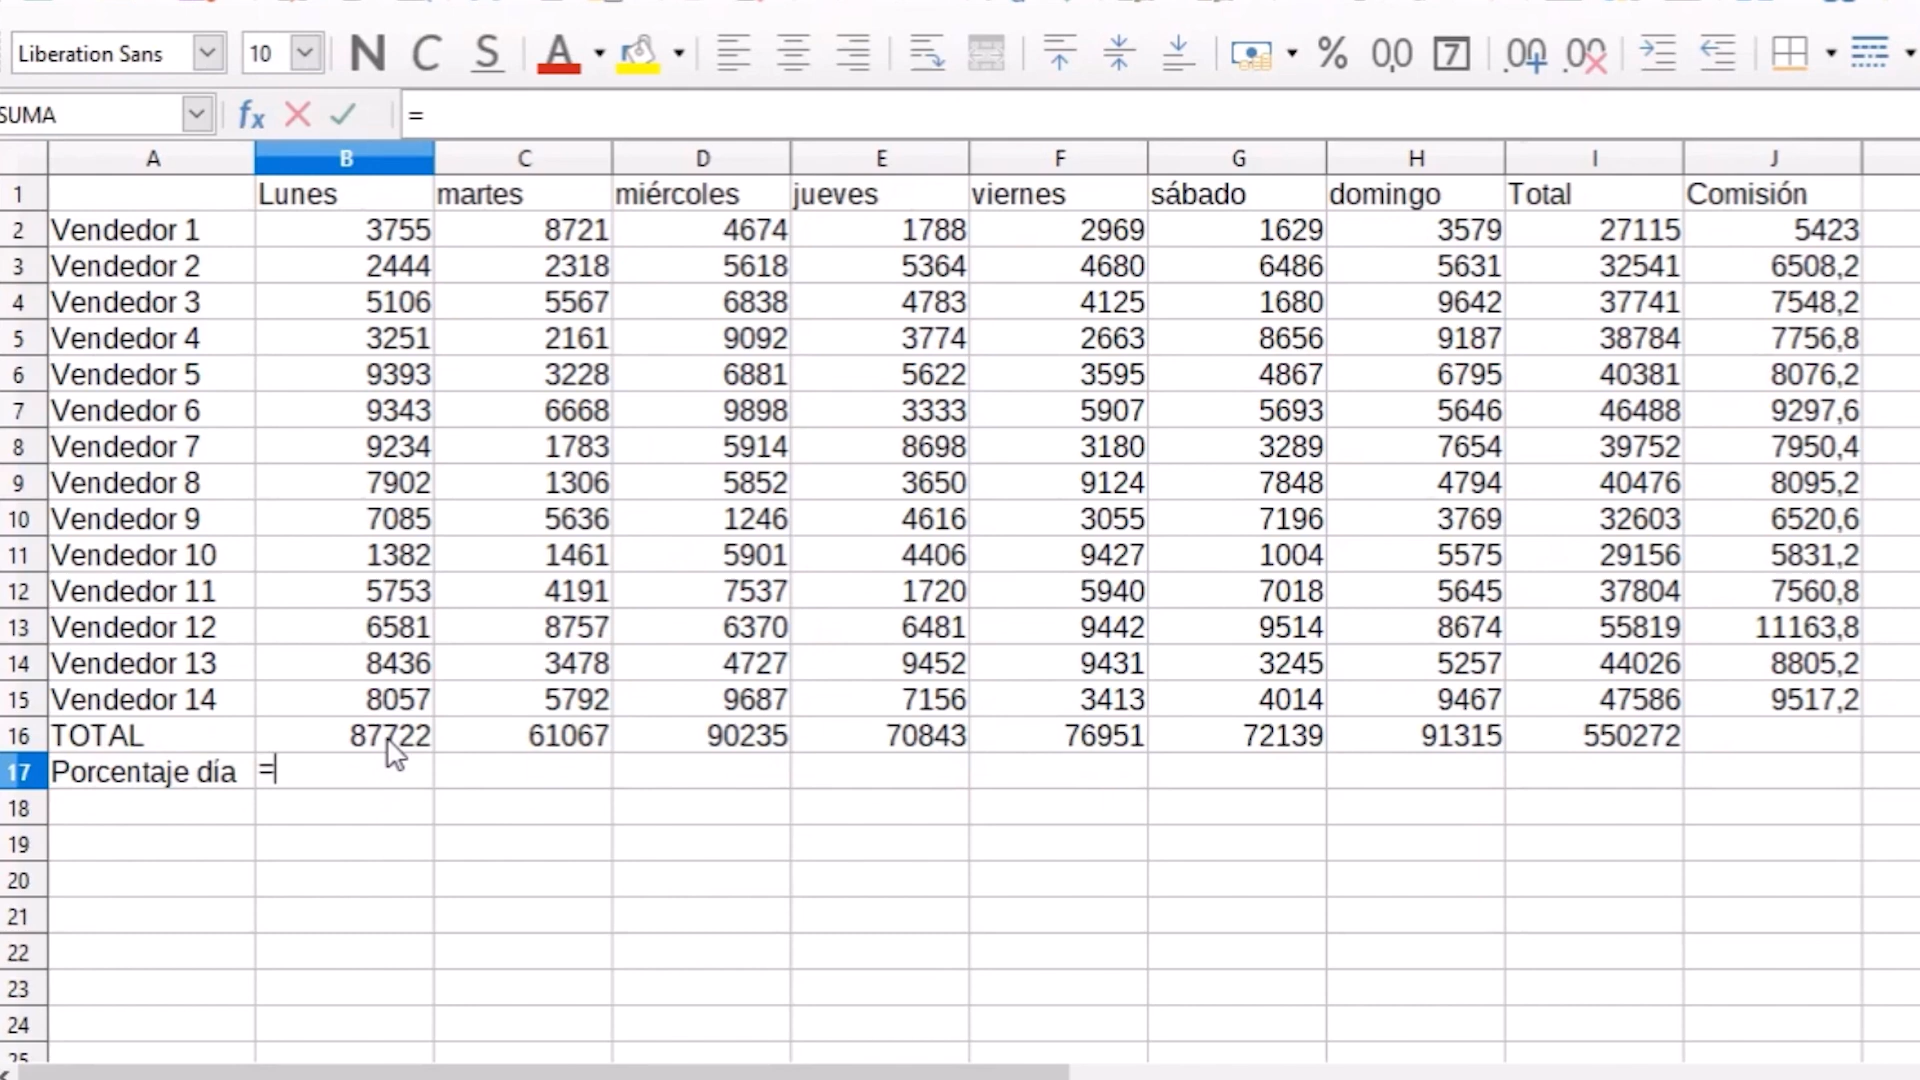 Liberation Sans 10 N C S A % 0,0 7 .00 .00
SUMA fx =
A B C D E F G H I J
1 Lunes martes miércoles jueves viernes sábado domingo Total Comisión
2 Vendedor 1 3755 8721 4674 1788 2969 1629 3579 27115 5423
3 Vendedor 2 2444 2318 5618 5364 4680 6486 5631 32541 6508,2
4 Vendedor 3 5106 5567 6838 4783 4125 1680 9642 37741 7548,2
5 Vendedor 4 3251 2161 9092 3774 2663 8656 9187 38784 7756,8
6 Vendedor 5 9393 3228 6881 5622 3595 4867 6795 40381 8076,2
7 Vendedor 6 9343 6668 9898 3333 5907 5693 5646 46488 9297,6
8 Vendedor 7 9234 1783 5914 8698 3180 3289 7654 39752 7950,4
9 Vendedor 8 7902 1306 5852 3650 9124 7848 4794 40476 8095,2
10 Vendedor 9 7085 5636 1246 4616 3055 7196 3769 32603 6520,6
11 Vendedor 10 1382 1461 5901 4406 9427 1004 5575 29156 5831,2
12 Vendedor 11 5753 4191 7537 1720 5940 7018 5645 37804 7560,8
13 Vendedor 12 6581 8757 6370 6481 9442 9514 8674 55819 11163,8
14 Vendedor 13 8436 3478 4727 9452 9431 3245 5257 44026 8805,2
15 Vendedor 14 8057 5792 9687 7156 3413 4014 9467 47586 9517,2
16 TOTAL 87722 61067 90235 70843 76951 72139 91315 550272
17 Porcentaje día =
18
19
20
21
22
23
24
25